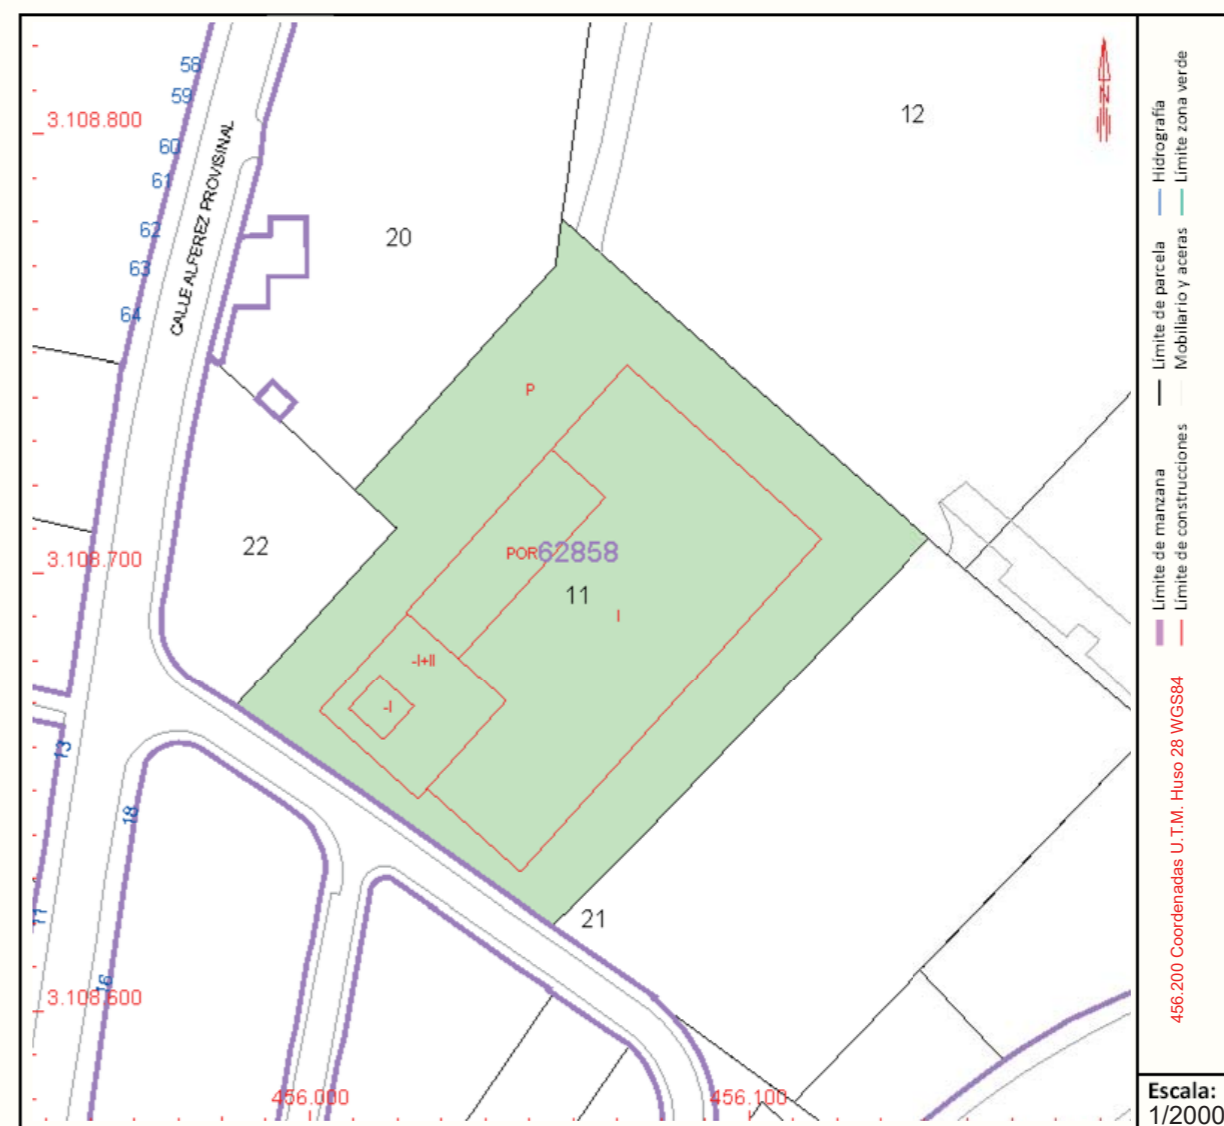 58
59
60
61
62
63
64
3.108.800
CALLE ALFEREZ PROVISINAL
20
12
N
P
22
3.108.700
POR
62858
11
I
-I+II
-I
13
18
11
16
21
3.108.600
456.000
456.100
Hidrografía
Límite zona verde
Límite de parcela
Mobiliario y aceras
Límite de manzana
Límite de construcciones
456.200 Coordenadas U.T.M. Huso 28 WGS84
Escala:
1/2000